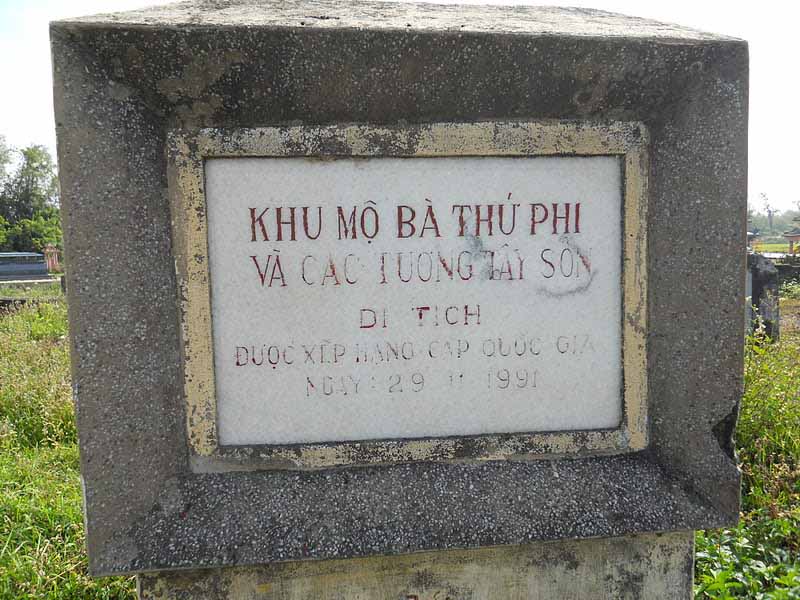 KHU MỘ BÀ THỨ PHI
VÀ CÁC TƯỚNG TÂY SƠN
DI TÍCH
ĐƯỢC XẾP HẠNG CẤP QUỐC GIA
NGÀY : 29 11 1991